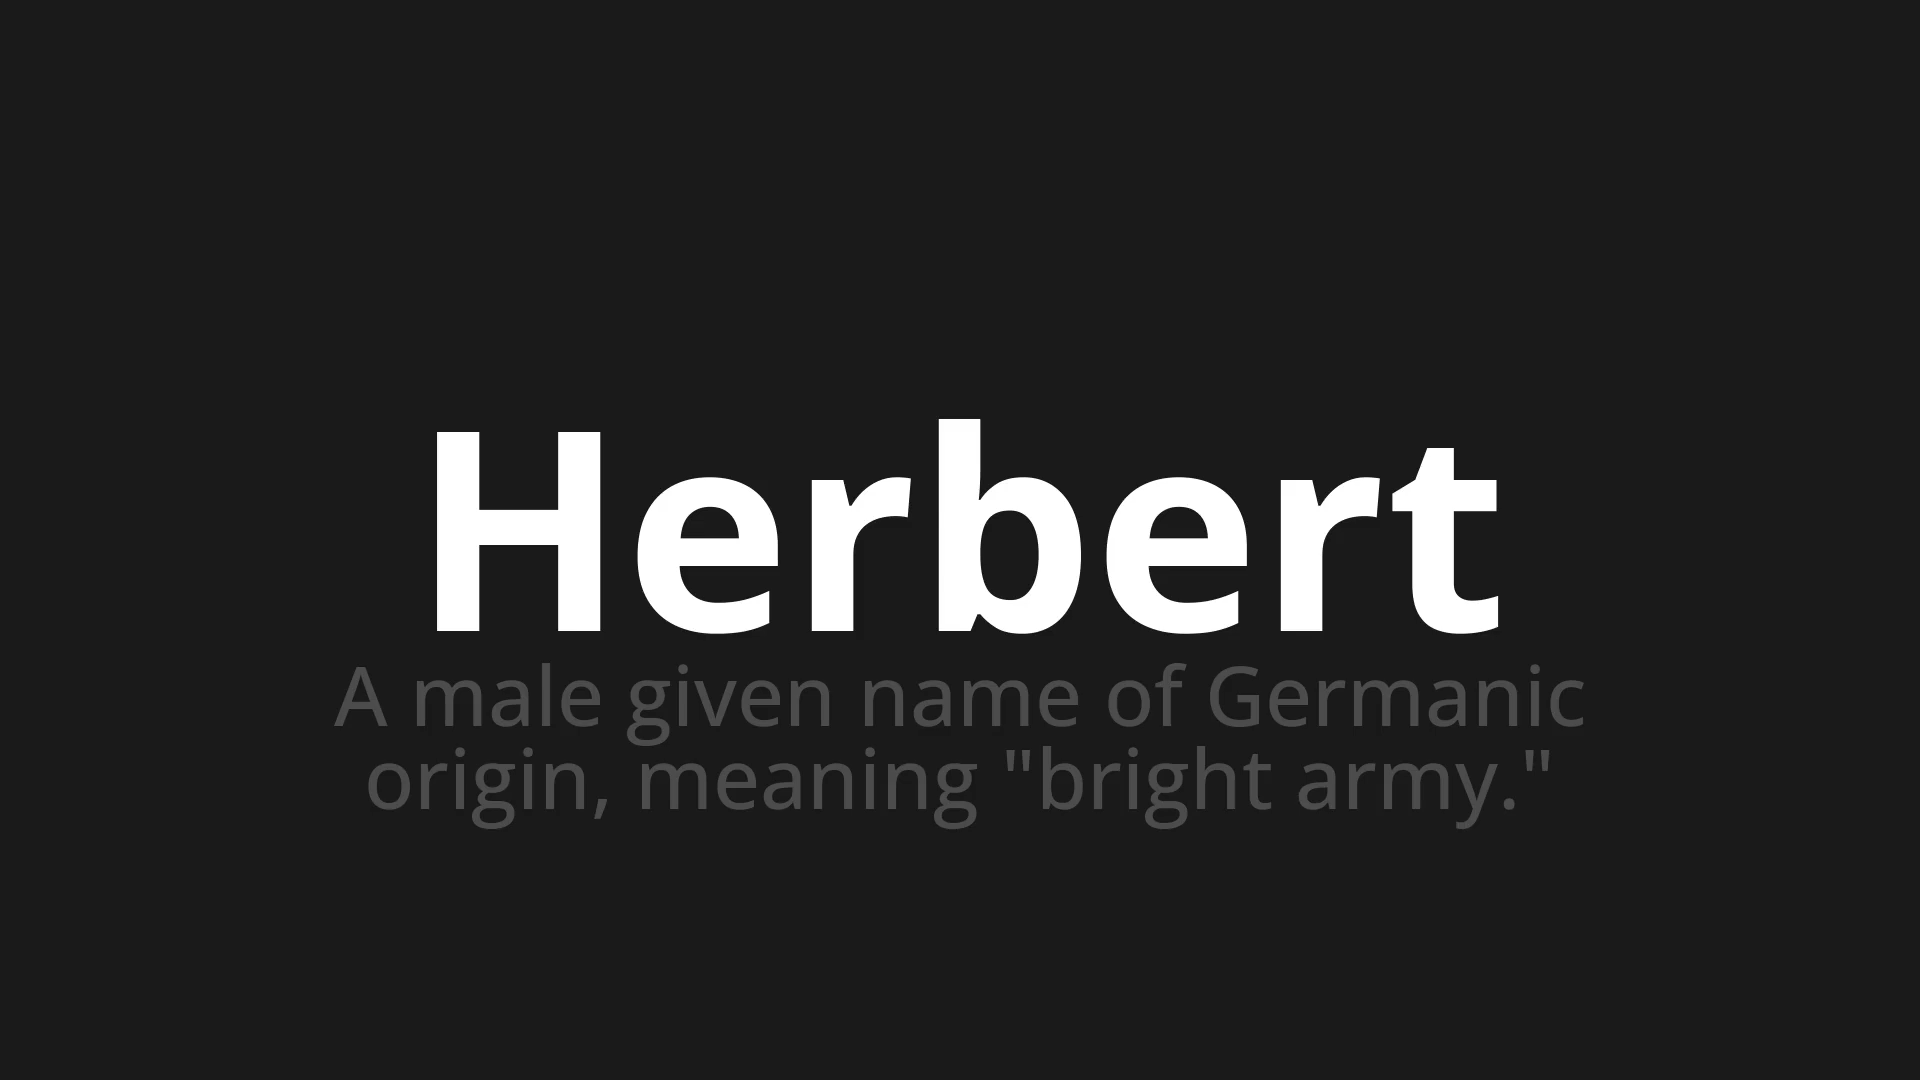 Herbert
A male given name of Germanic
origin, meaning "bright army."